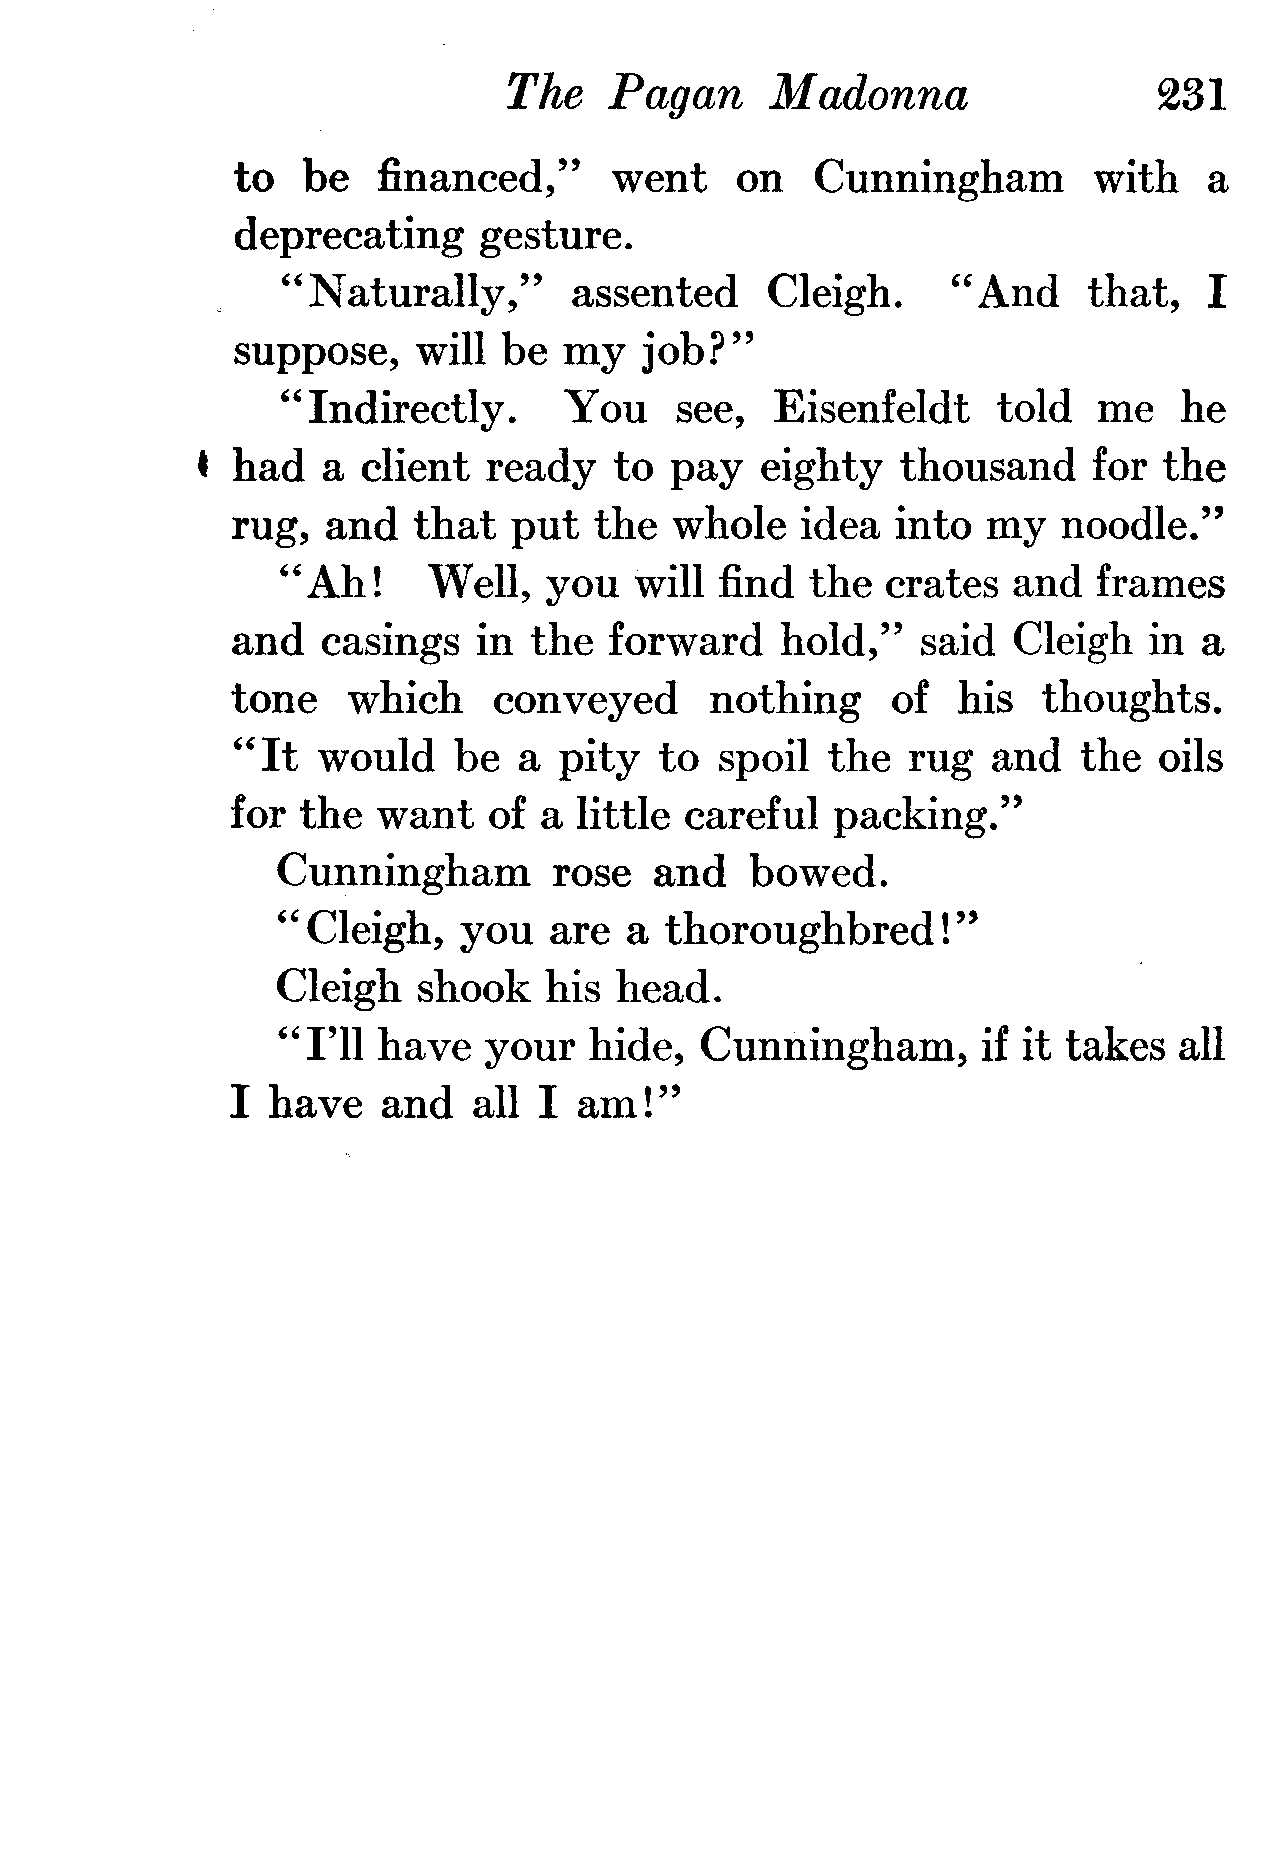 The Pagan Madonna 231
to be financed,” went on Cunningham with a
deprecating gesture.
“Naturally,” assented Cleigh. “And that, I
suppose, will be my job?”
“Indirectly. You see, Eisenfeldt told me he
had a client ready to pay eighty thousand for the
rug, and that put the whole idea into my noodle.”
“Ah! Well, you will find the crates and frames
and casings in the forward hold,” said Cleigh in a
tone which conveyed nothing of his thoughts.
“It would be a pity to spoil the rug and the oils
for the want of a little careful packing.”
Cunningham rose and bowed.
“Cleigh, you are a thoroughbred!”
Cleigh shook his head.
“I’ll have your hide, Cunningham, if it takes all
I have and all I am!”